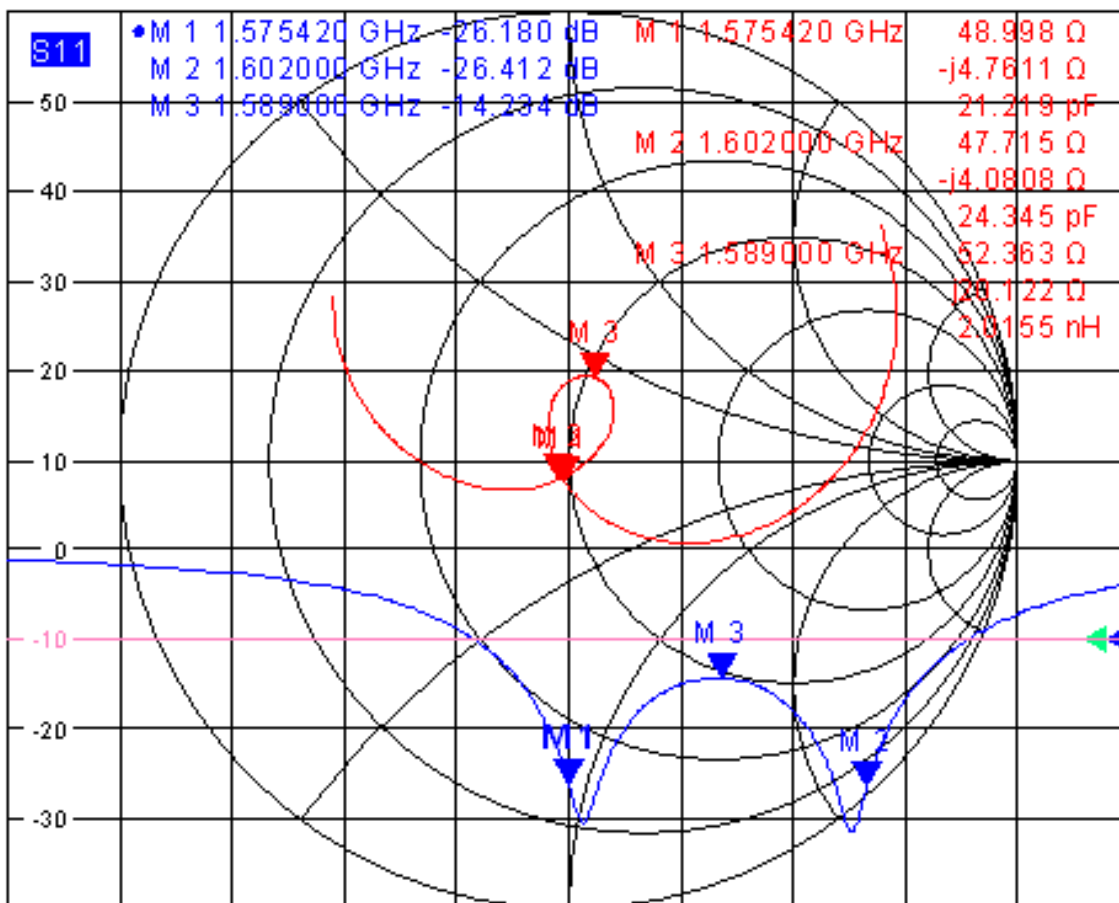 S11
•M 1 1.575420 GHz -26.180 dB
M 2 1.602000 GHz -26.412 dB
M 3 1.589000 GHz -14.234 dB
M 1 1.575420 GHz 48.998 Ω
-j4.7611 Ω
21.219 pF
M 2 1.602000 GHz 47.715 Ω
-j4.0808 Ω
24.345 pF
M 3 1.589000 GHz 52.363 Ω
j20.122 Ω
2.0155 nH
50
40
30
20
10
0
-10
-20
-30
M 3
M 3
M 1
M 2